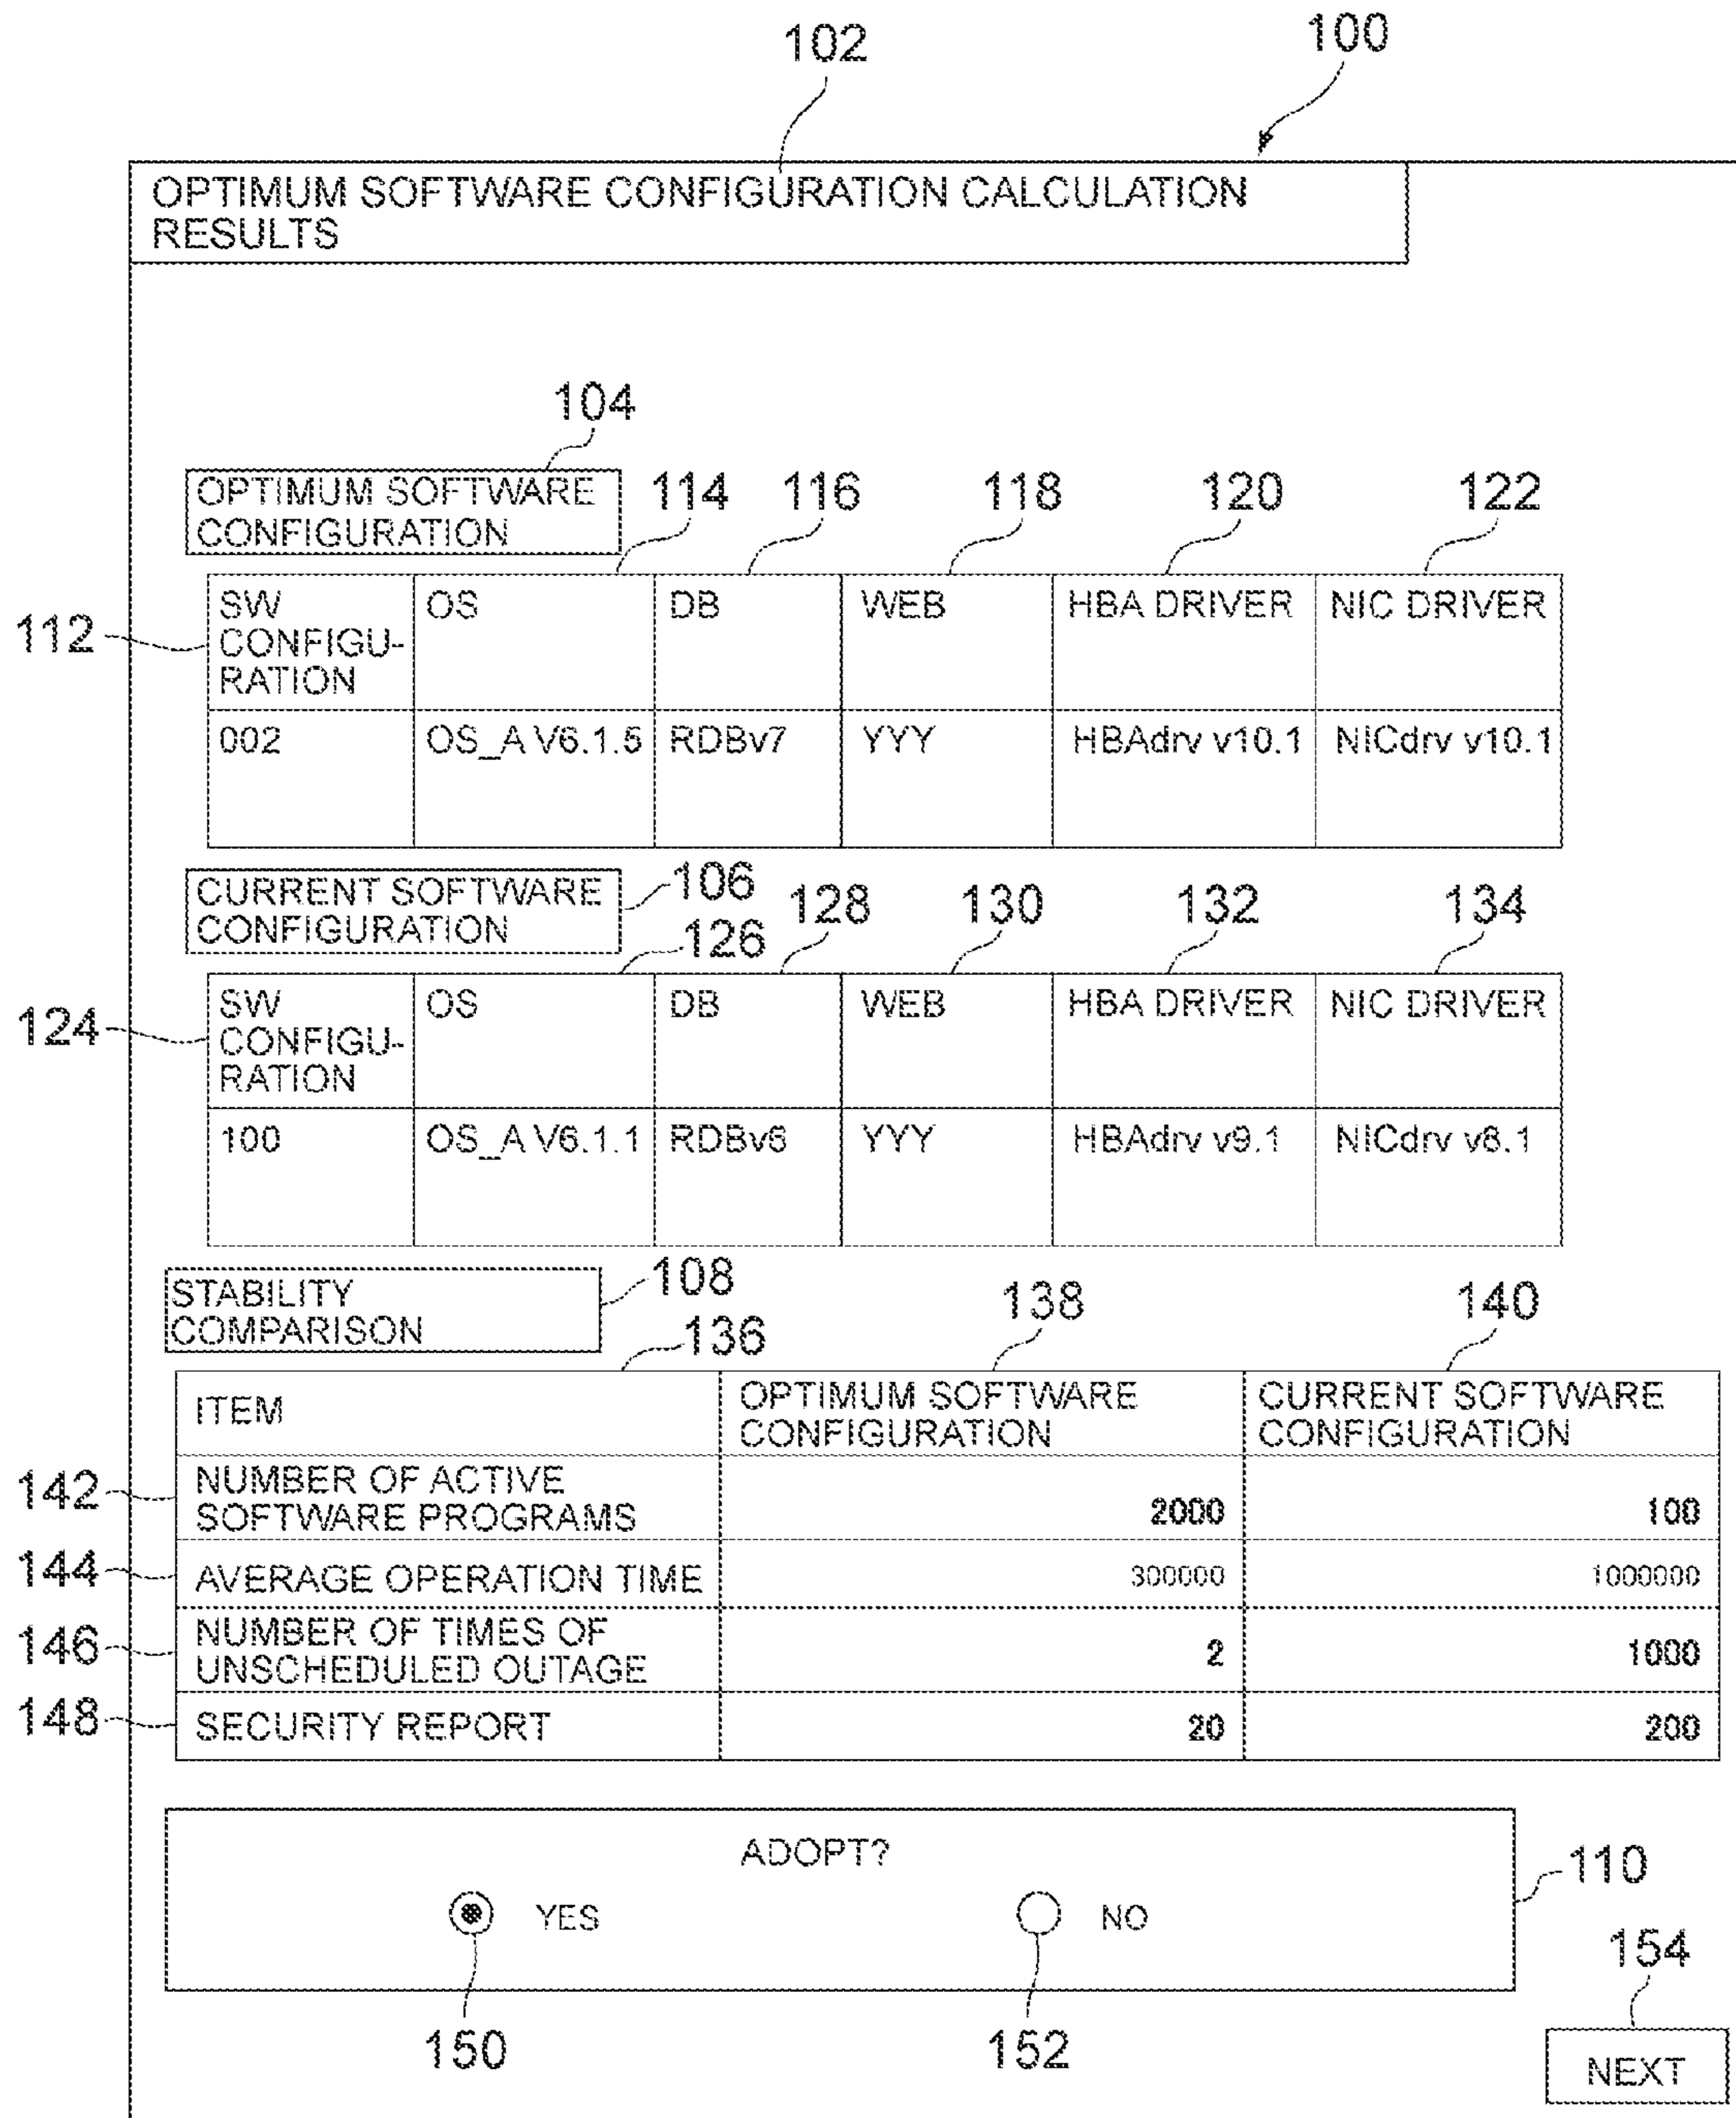 102
100
OPTIMUM SOFTWARE CONFIGURATION CALCULATION
RESULTS
104
OPTIMUM SOFTWARE
CONFIGURATION
114 116 118 120 122
112
SW
CONFIGU-
RATION
OS
DB
WEB
HBA DRIVER
NIC DRIVER
002
OS_A V6.1.5
RDBv7
YYY
HBAdrv v10.1
NICdrv v10.1
CURRENT SOFTWARE
CONFIGURATION
106
126
128 130 132 134
124
SW
CONFIGU-
RATION
OS
DB
WEB
HBA DRIVER
NIC DRIVER
100
OS_A V6.1.1
YYY
HBAdrv v9.1
NICdrv
STABILITY
COMPARISON
108
136
138
140
ITEM
OPTIMUM SOFTWARE
CONFIGURATION
CURRENT SOFTWARE
CONFIGURATION
142
NUMBER OF ACTIVE
SOFTWARE PROGRAMS
2000
100
144
AVERAGE OPERATION TIME
300000
1000000
146
NUMBER OF TIMES OF
UNSCHEDULED OUTAGE
2
1000
148
SECURITY REPORT
20
200
ADOPT?
110
YES
NO
150
152
154
NEXT